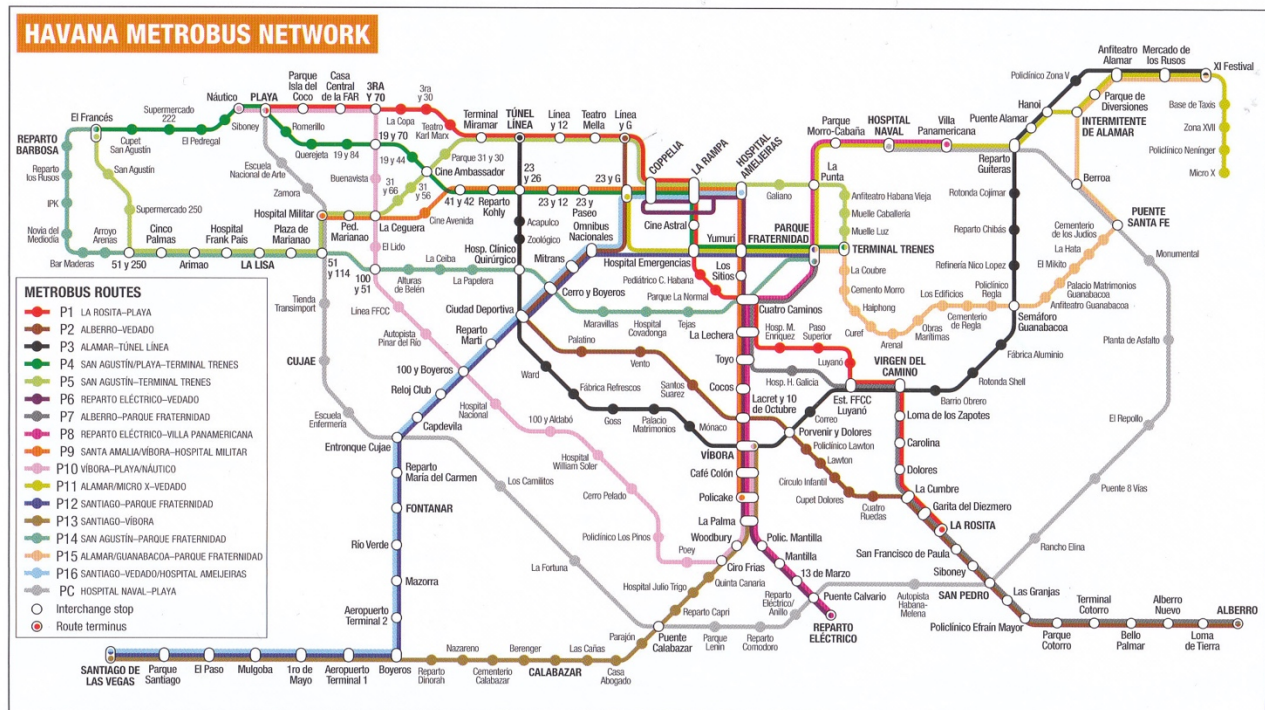 HAVANA METROBUS NETWORK
Anfiteatro
Alamar
Mercado de
los Rusos
XI Festival
Policlínico Zona V
Parque de
Diversiones
Base de Taxis
Zona XVII
Policlínico Neninger
Micro X
Hanoi
Puente Alamar
INTERMITENTE
DE ALAMAR
Náutico
PLAYA
Parque
Isla del
Coco
Casa
Central
de la FAR
3RA
Y 70
3ra
y 30
La Copa
Teatro
Karl Marx
Terminal
Miramar
TÚNEL
LÍNEA
Línea
y 12
Teatro
Mella
Línea
y G
El Francés
Supermercado
222
Siboney
Romerillo
Cupet
San Agustín
El Pedregal
Querejeta
19 y 84
19 y 70
19 y 44
Parque 31 y 30
REPARTO
BARBOSA
Reparto
los Rusos
IPK
Novia del
Mediodía
Bar Maderas
San Agustín
Supermercado 250
Arroyo
Arenas
51 y 250
Cinco
Palmas
Arimao
Hospital
Frank País
LA LISA
Plaza de
Marianao
Escuela
Nacional de Arte
Zamora
Hospital Militar
Buenavista
31
y 66
31
y 56
Cine Ambassador
Ped.
Marianao
La Ceguera
Cine Avenida
41 y 42
Reparto
Kohly
23
y 26
23 y 12
23 y
Paseo
23 y G
El Lido
51
y 114
100
y 51
COPPELIA
LA RAMPA
HOSPITAL
AMEIJEIRAS
Galiano
La
Punta
Parque
Morro-Cabaña
HOSPITAL
NAVAL
Villa
Panamericana
Reparto
Guiteras
Berroa
Anfiteatro Habana Vieja
Muelle Caballería
Muelle Luz
TERMINAL TRENES
PARQUE
FRATERNIDAD
Cine Astral
Yumurí
Omnibus
Nacionales
Hospital Emergencias
Los
Sitios
Pediátrico C. Habana
Parque La Normal
Cuatro Caminos
Acapulco
Zoológico
Hosp. Clínico
Quirúrgico
Mitrans
Cerro y Boyeros
La Ceiba
Alturas
de Belén
La Papelera
Línea FFCC
Ciudad Deportiva
Maravillas
Hospital
Covadonga
Tejas
La Coubre
Cemento Morro
Haiphong
Curef
Arenal
Los Edificios
Obras
Marítimas
Cementerio
de Regla
Policlínico
Regla
Rotonda Cojimar
Reparto Chibás
Refinería Nico Lopez
Semáforo
Guanabacoa
Cementerio
de los Judios
La Hata
El Mikito
Palacio Matrimonios
Guanabacoa
Anfiteatro Guanabacoa
PUENTE
SANTA FE
Monumental
Planta de Asfalto
El Repollo
Puente 8 Vías
Rancho Elina
Fábrica Aluminio
Rotonda Shell
Barrio Obrero
VIRGEN DEL
CAMINO
Hosp. M.
Enriquez
Paso
Superior
Luyanó
Hosp. H. Galicia
Est. FFCC
Luyanó
La Lechera
Toyo
Cocos
Lacret y 10
de Octubre
Correo
Porvenir y Dolores
Policlínico Lawton
Lawton
Círculo Infantil
Cupet Dolores
Cuatro
Ruedas
Loma de los Zapotes
Carolina
Dolores
La Cumbre
Garita del Diezmero
LA ROSITA
San Francisco de Paula
Siboney
SAN PEDRO
Las Granjas
Policlínico Efraín Mayor
Parque
Cotorro
Terminal
Cotorro
Bello
Palmar
Alberro
Nuevo
Loma
de Tierra
ALBERRO
Palatino
Vento
Santos
Suarez
Mónaco
Ward
Fábrica Refrescos
Goss
Palacio
Matrimonios
VÍBORA
Café Colón
Policake
La Palma
Woodbury
Ciro Frias
Polic. Mantilla
Mantilla
13 de Marzo
Puente Calvario
REPARTO
ELÉCTRICO
Reparto
Eléctrico/
Anillo
Autopista
Habana-
Melena
Quinta Canaria
Hospital Julio Trigo
Reparto Capri
Puente
Calabazar
Parque
Lenin
Reparto
Comodoro
Parajón
Casa
Abogado
Las Cañas
CALABAZAR
Berenger
Cementerio
Calabazar
Nazareno
Reparto
Dinorah
Boyeros
Autopista
Pinar del Río
Reparto
Martí
100 y Boyeros
Reloj Club
Capdevila
Hospital
Nacional
100 y Aldabó
Hospital
William Soler
Cerro Pelado
Policlínico Los Pinos
Poey
Los Camilitos
La Fortuna
Tienda
Transimport
CUJAE
Escuela
Enfermería
Entronque Cujae
Reparto
María del Carmen
FONTANAR
Río Verde
Mazorra
Aeropuerto
Terminal 2
SANTIAGO DE
LAS VEGAS
Parque
Santiago
El Paso
Mulgoba
1ro de
Mayo
Aeropuerto
Terminal 1
METROBUS ROUTES
P1 LA ROSITA–PLAYA
P2 ALBERRO–VEDADO
P3 ALAMAR–TÚNEL LÍNEA
P4 SAN AGUSTÍN/PLAYA–TERMINAL TRENES
P5 SAN AGUSTÍN–TERMINAL TRENES
P6 REPARTO ELÉCTRICO–VEDADO
P7 ALBERRO–PARQUE FRATERNIDAD
P8 REPARTO ELÉCTRICO–VILLA PANAMERICANA
P9 SANTA AMALIA/VÍBORA–HOSPITAL MILITAR
P10 VÍBORA–PLAYA/NÁUTICO
P11 ALAMAR/MICRO X–VEDADO
P12 SANTIAGO–PARQUE FRATERNIDAD
P13 SANTIAGO–VÍBORA
P14 SAN AGUSTÍN–PARQUE FRATERNIDAD
P15 ALAMAR/GUANABACOA–PARQUE FRATERNIDAD
P16 SANTIAGO–VEDADO/HOSPITAL AMEIJEIRAS
PC HOSPITAL NAVAL–PLAYA
Interchange stop
Route terminus